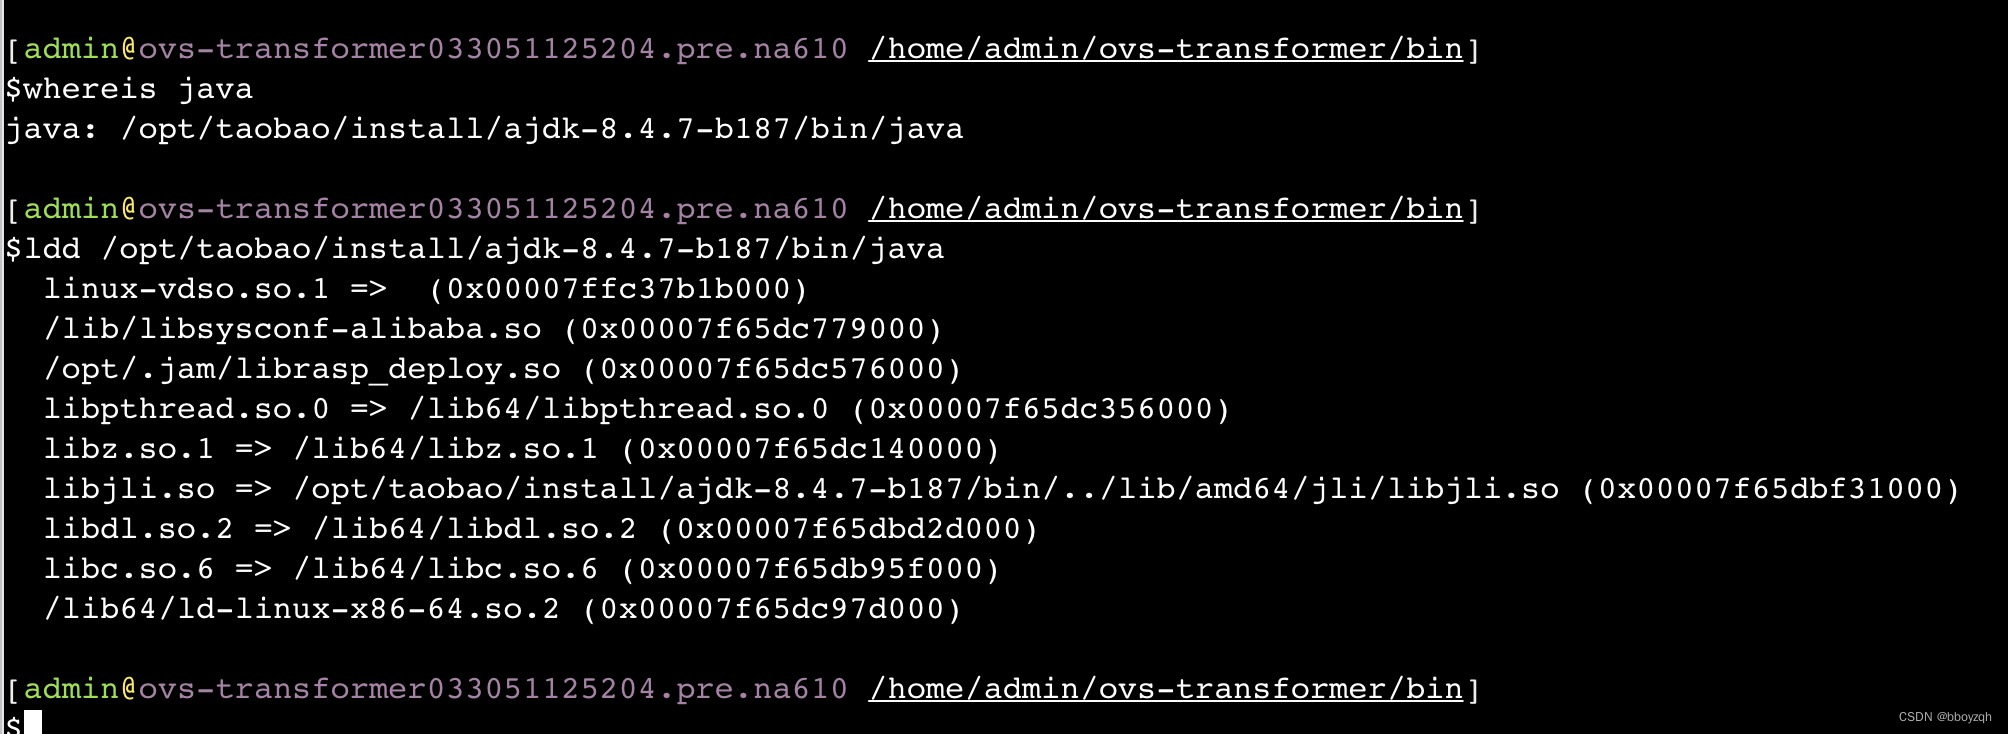 [admin@ovs-transformer033051125204.pre.na610 /home/admin/ovs-transformer/bin]
$whereis java
java: /opt/taobao/install/ajdk-8.4.7-b187/bin/java
[admin@ovs-transformer033051125204.pre.na610 /home/admin/ovs-transformer/bin]
$ldd /opt/taobao/install/ajdk-8.4.7-b187/bin/java
linux-vdso.so.1 =>  (0x00007ffc37b1b000)
/lib/libsysconf-alibaba.so (0x00007f65dc779000)
/opt/.jam/librasp_deploy.so (0x00007f65dc576000)
libpthread.so.0 => /lib64/libpthread.so.0 (0x00007f65dc356000)
libz.so.1 => /lib64/libz.so.1 (0x00007f65dc140000)
libjli.so => /opt/taobao/install/ajdk-8.4.7-b187/bin/../lib/amd64/jli/libjli.so (0x00007f65dbf31000)
libdl.so.2 => /lib64/libdl.so.2 (0x00007f65dbd2d000)
libc.so.6 => /lib64/libc.so.6 (0x00007f65db95f000)
/lib64/ld-linux-x86-64.so.2 (0x00007f65dc97d000)
[admin@ovs-transformer033051125204.pre.na610 /home/admin/ovs-transformer/bin]
$
CSDN @bboyzqh